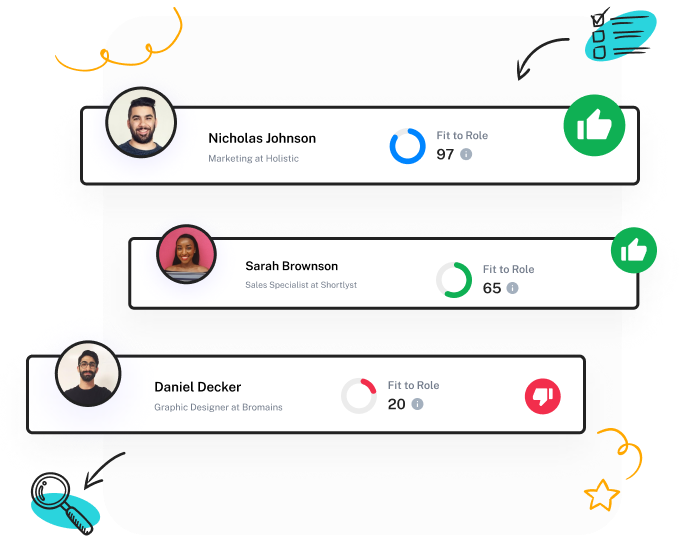 Nicholas Johnson
Marketing at Holistic
Fit to Role
97
Sarah Brownson
Sales Specialist at Shortlyst
Fit to Role
65
Daniel Decker
Graphic Designer at Bromains
Fit to Role
20